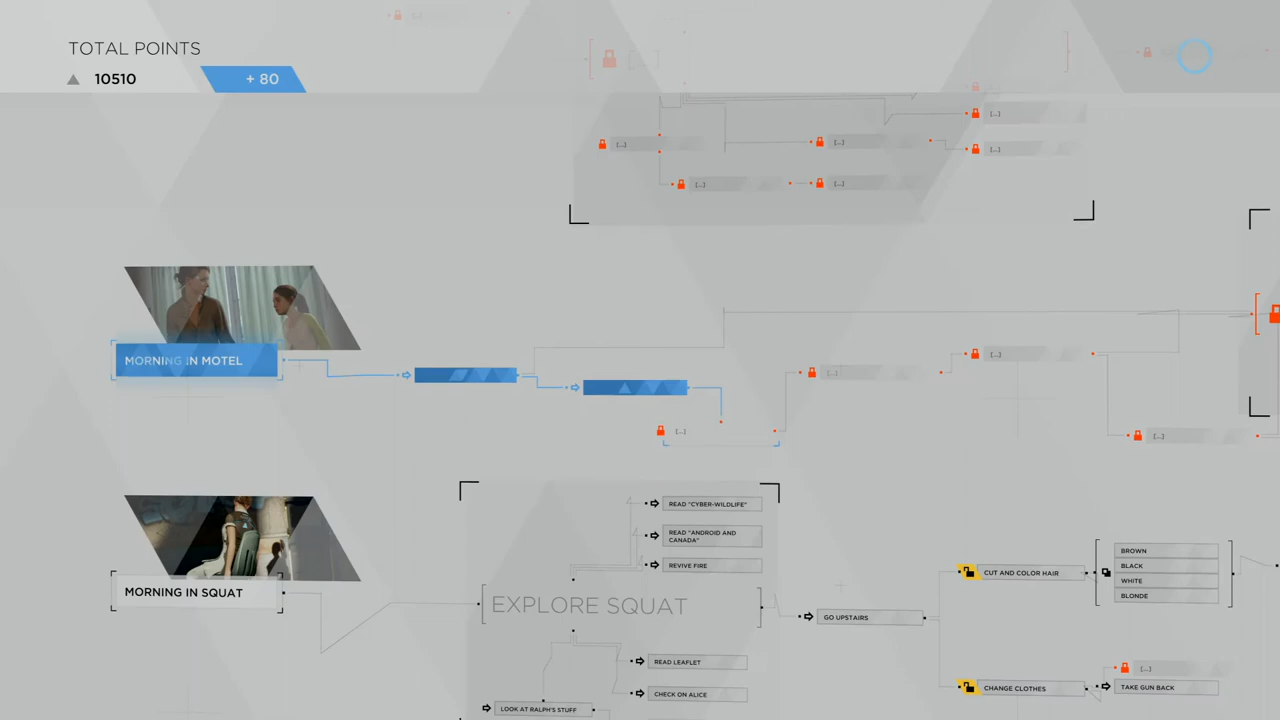 TOTAL POINTS
10510
+ 80
[...]
[...]
[...]
[...]
[...]
[...]
[...]
MORNING IN MOTEL
[...]
[...]
[...]
[...]
READ "CYBER-WILDLIFE"
READ "ANDROID AND
CANADA"
REVIVE FIRE
EXPLORE SQUAT
MORNING IN SQUAT
GO UPSTAIRS
CUT AND COLOR HAIR
BROWN
BLACK
WHITE
BLONDE
READ LEAFLET
CHECK ON ALICE
LOOK AT RALPH'S STUFF
CHANGE CLOTHES
[...]
TAKE GUN BACK